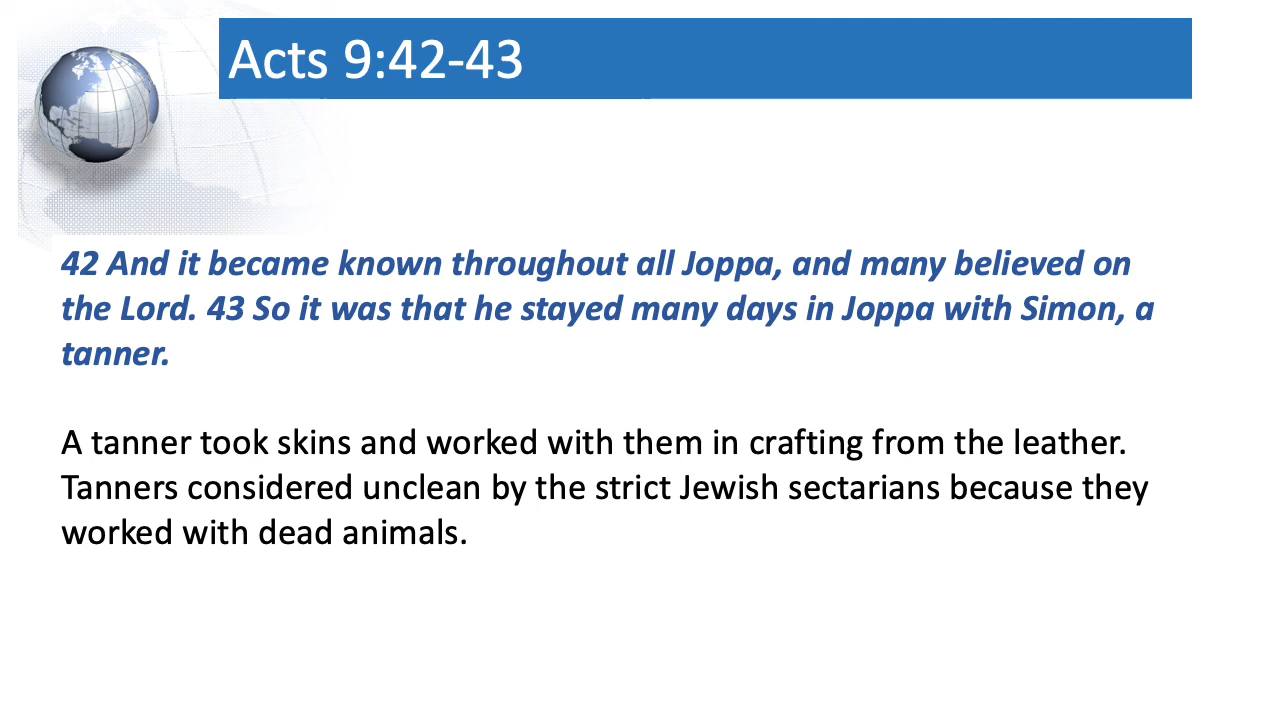 Acts 9:42-43
42 And it became known throughout all Joppa, and many believed on
the Lord. 43 So it was that he stayed many days in Joppa with Simon, a
tanner.
A tanner took skins and worked with them in crafting from the leather.
Tanners considered unclean by the strict Jewish sectarians because they
worked with dead animals.